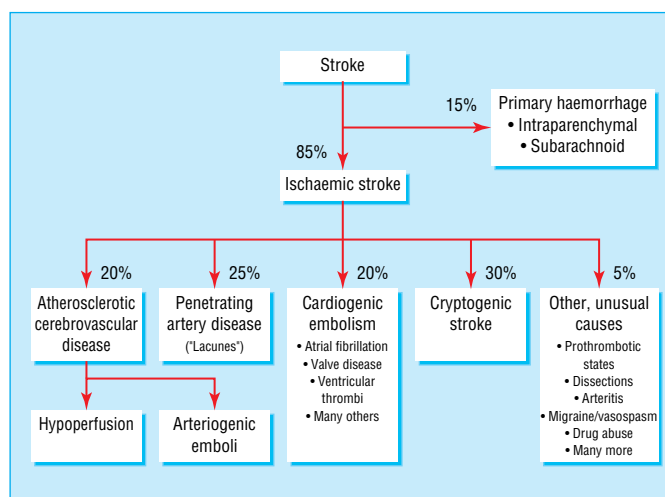 Stroke
15%
Primary haemorrhage
• Intraparenchymal
• Subarachnoid
85%
Ischaemic stroke
20%
25%
20%
30%
5%
Atherosclerotic
cerebrovascular
disease
Penetrating
artery disease
("Lacunes")
Cardiogenic
embolism
• Atrial fibrillation
• Valve disease
• Ventricular
thrombi
• Many others
Cryptogenic
stroke
Other, unusual
causes
• Prothrombotic
states
• Dissections
• Arteritis
• Migraine/vasospasm
• Drug abuse
• Many more
Hypoperfusion
Arteriogenic
emboli